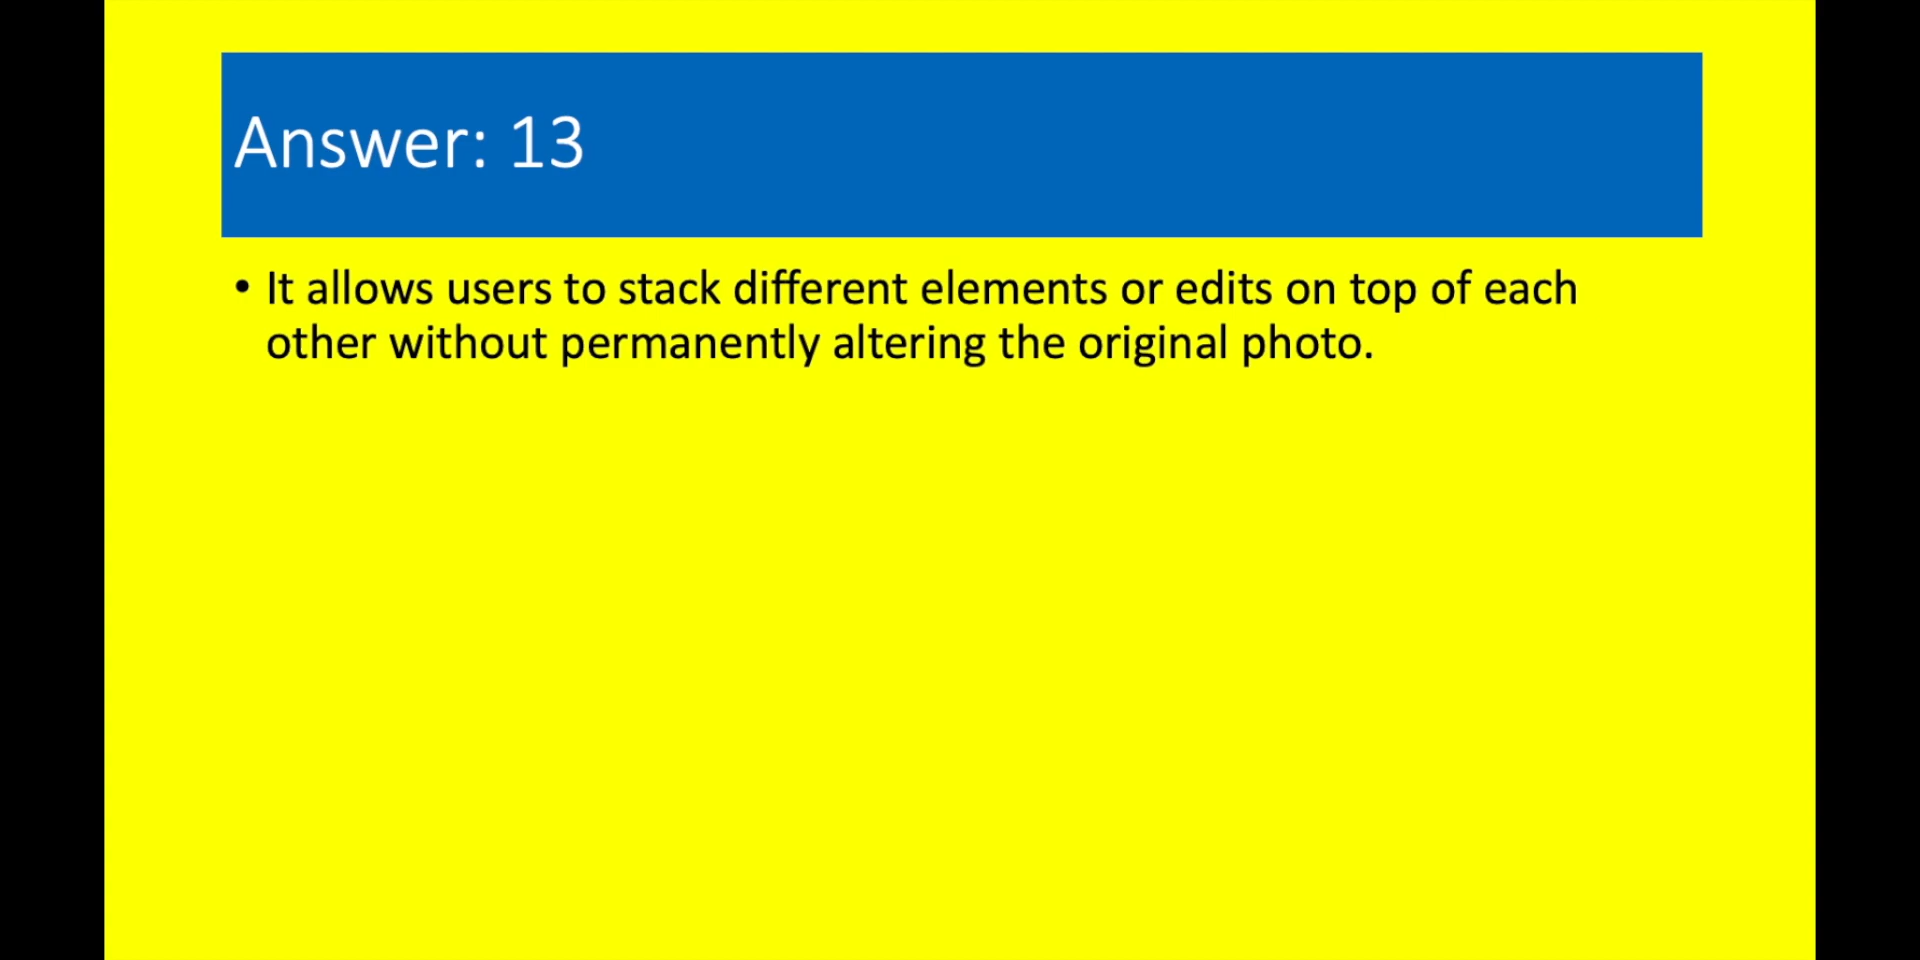 Answer: 13
• It allows users to stack different elements or edits on top of each
other without permanently altering the original photo.